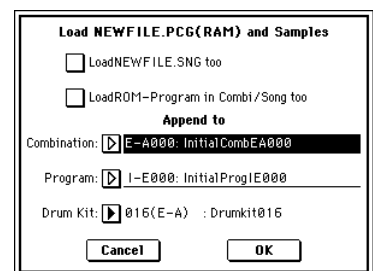 Load NEWFILE.PCG(RAM) and Samples
LoadNEWFILE.SNG too
LoadROM-Program in Combi/Song too
Append to
Combination: E-A000: InitialCombEA000
Program: I-E000: InitialProgIE000
Drum Kit: 016(E-A) : Drumkit016
Cancel OK